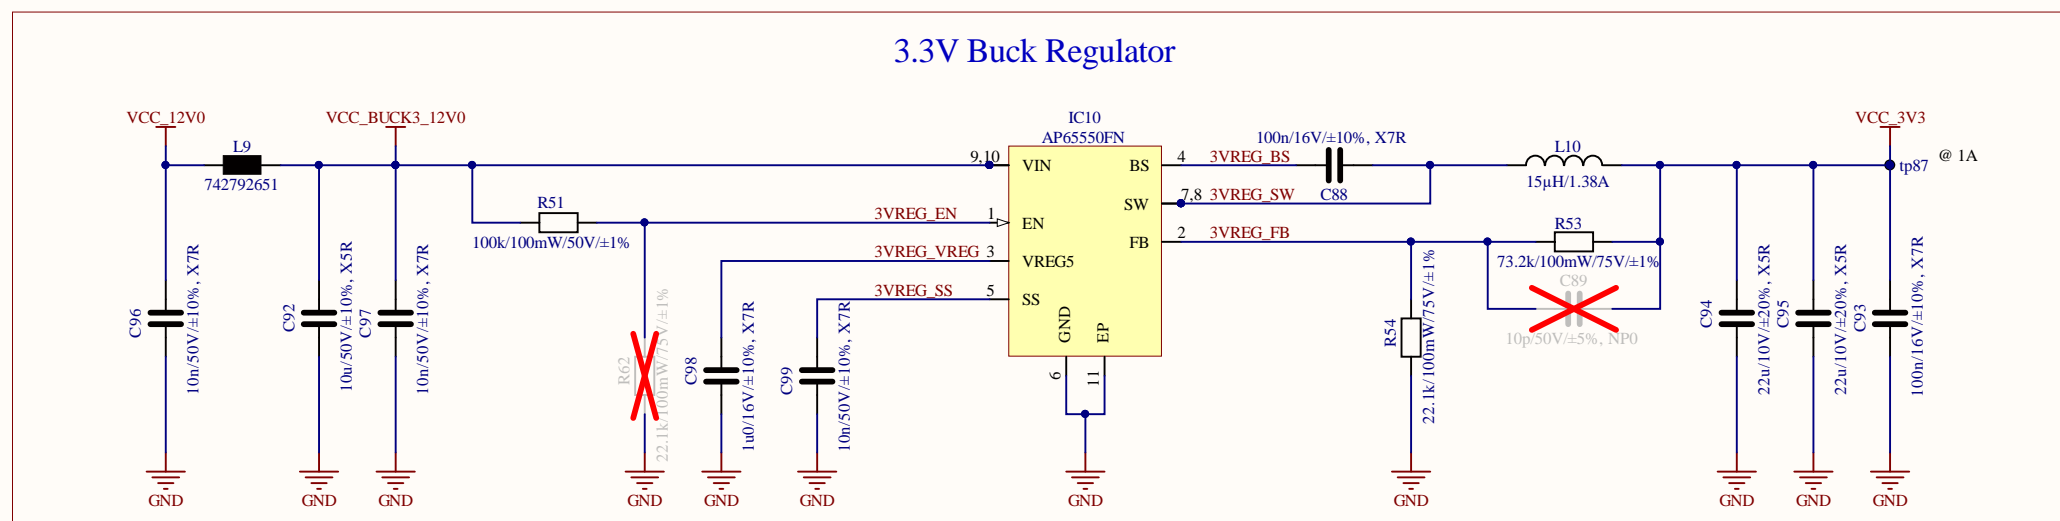 3.3V Buck Regulator
VCC_12V0
VCC_BUCK3_12V0
IC10
AP65550FN
VCC_3V3
L9
742792651
9,10
VIN
BS
4
3VREG_BS
100n/16V/±10%, X7R
C88
L10
15µH/1.38A
tp87
@ 1A
SW
7,8
3VREG_SW
R51
100k/100mW/50V/±1%
3VREG_EN
1
EN
FB
2
3VREG_FB
R53
73.2k/100mW/75V/±1%
3VREG_VREG
3
VREG5
3VREG_SS
5
SS
GND
EP
6
11
C89
10p/50V/±5%, NP0
C96
10n/50V/±10%, X7R
C92
10u/50V/±10%, X5R
C97
10n/50V/±10%, X7R
R62
22.1k/100mW/75V/±1%
C98
1u0/16V/±10%, X7R
C99
10n/50V/±10%, X7R
R54
22.1k/100mW/75V/±1%
C94
22u/10V/±20%, X5R
C95
22u/10V/±20%, X5R
C93
100n/16V/±10%, X7R
GND
GND
GND
GND
GND
GND
GND
GND
GND
GND
GND